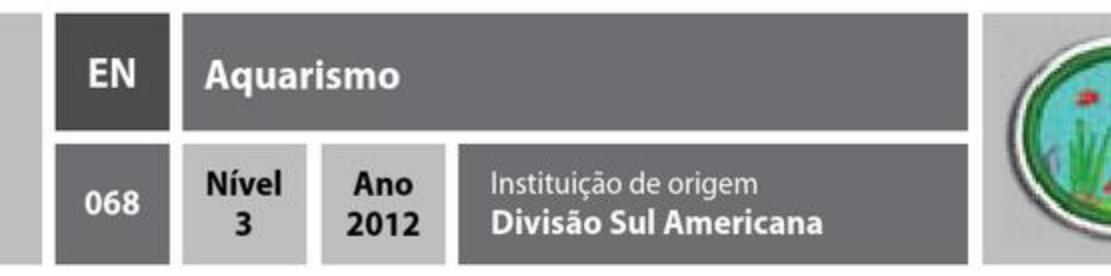 EN
Aquarismo
068
Nível
3
Ano
2012
Instituição de origem
Divisão Sul Americana